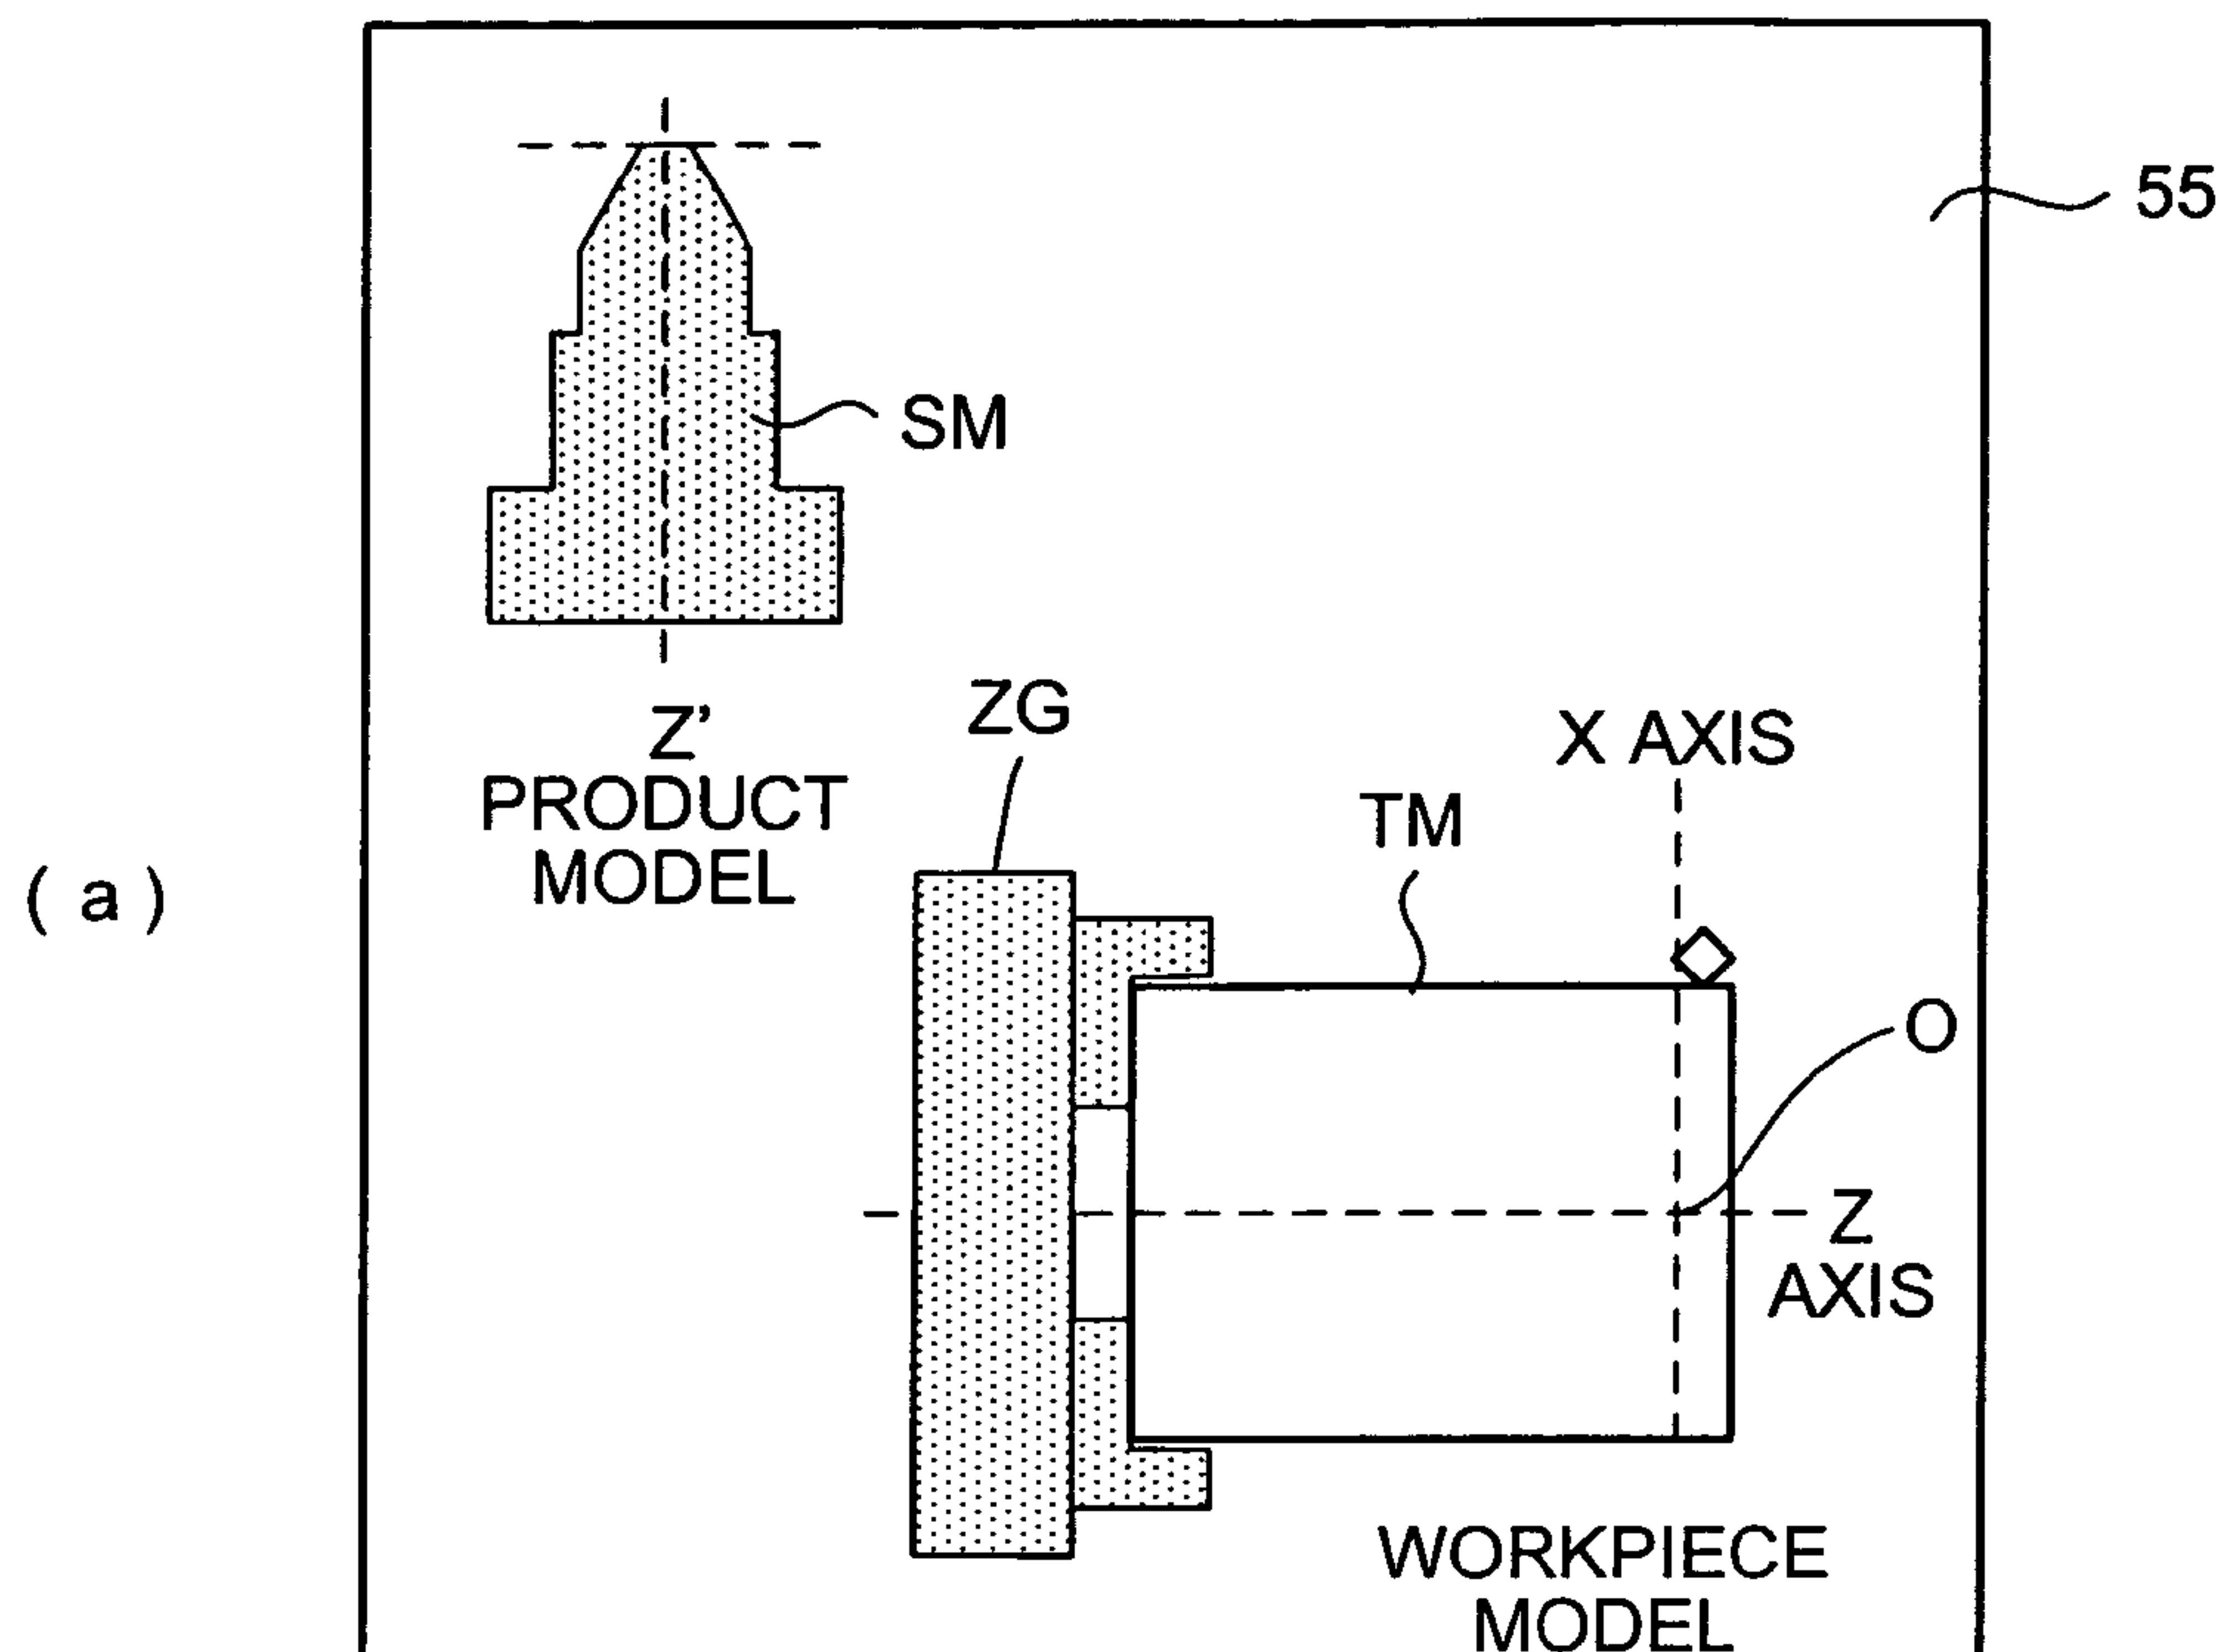 55
SM
Z’
PRODUCT
MODEL
ZG
X AXIS
TM
(a)
O
Z
AXIS
WORKPIECE
MODEL